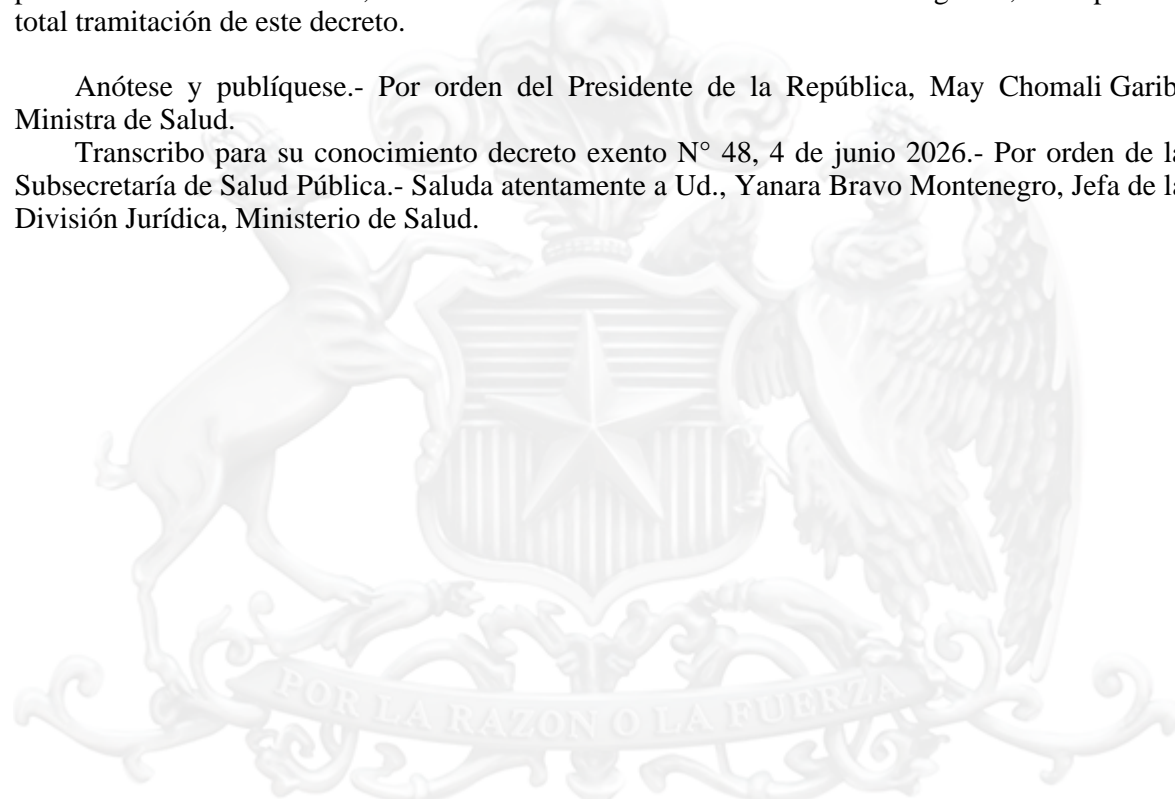 total tramitación de este decreto.
Anótese y publíquese.- Por orden del Presidente de la República, May Chomali Garib
Ministra de Salud.
Transcribo para su conocimiento decreto exento N° 48, 4 de junio 2026.- Por orden de la
Subsecretaría de Salud Pública.- Saluda atentamente a Ud., Yanara Bravo Montenegro, Jefa de la
División Jurídica, Ministerio de Salud.
POR LA RAZON O LA FUERZA